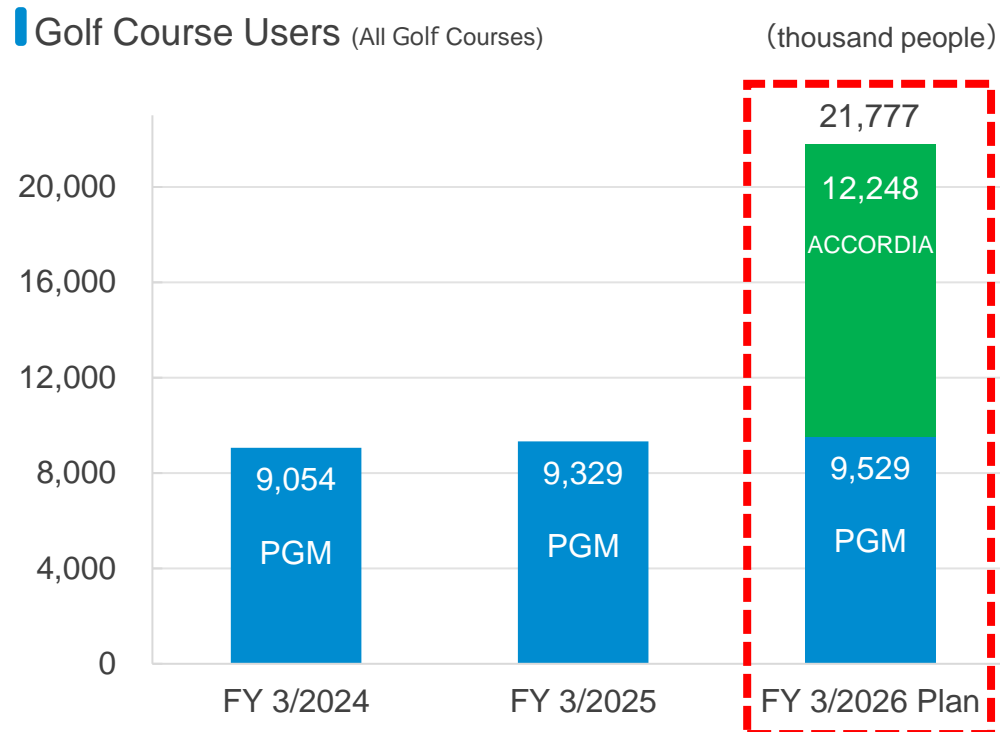 Golf Course Users (All Golf Courses)
（thousand people）
21,777
20,000
16,000
12,000
8,000
4,000
0
12,248
ACCORDIA
9,054
PGM
9,329
PGM
9,529
PGM
FY 3/2024
FY 3/2025
FY 3/2026 Plan